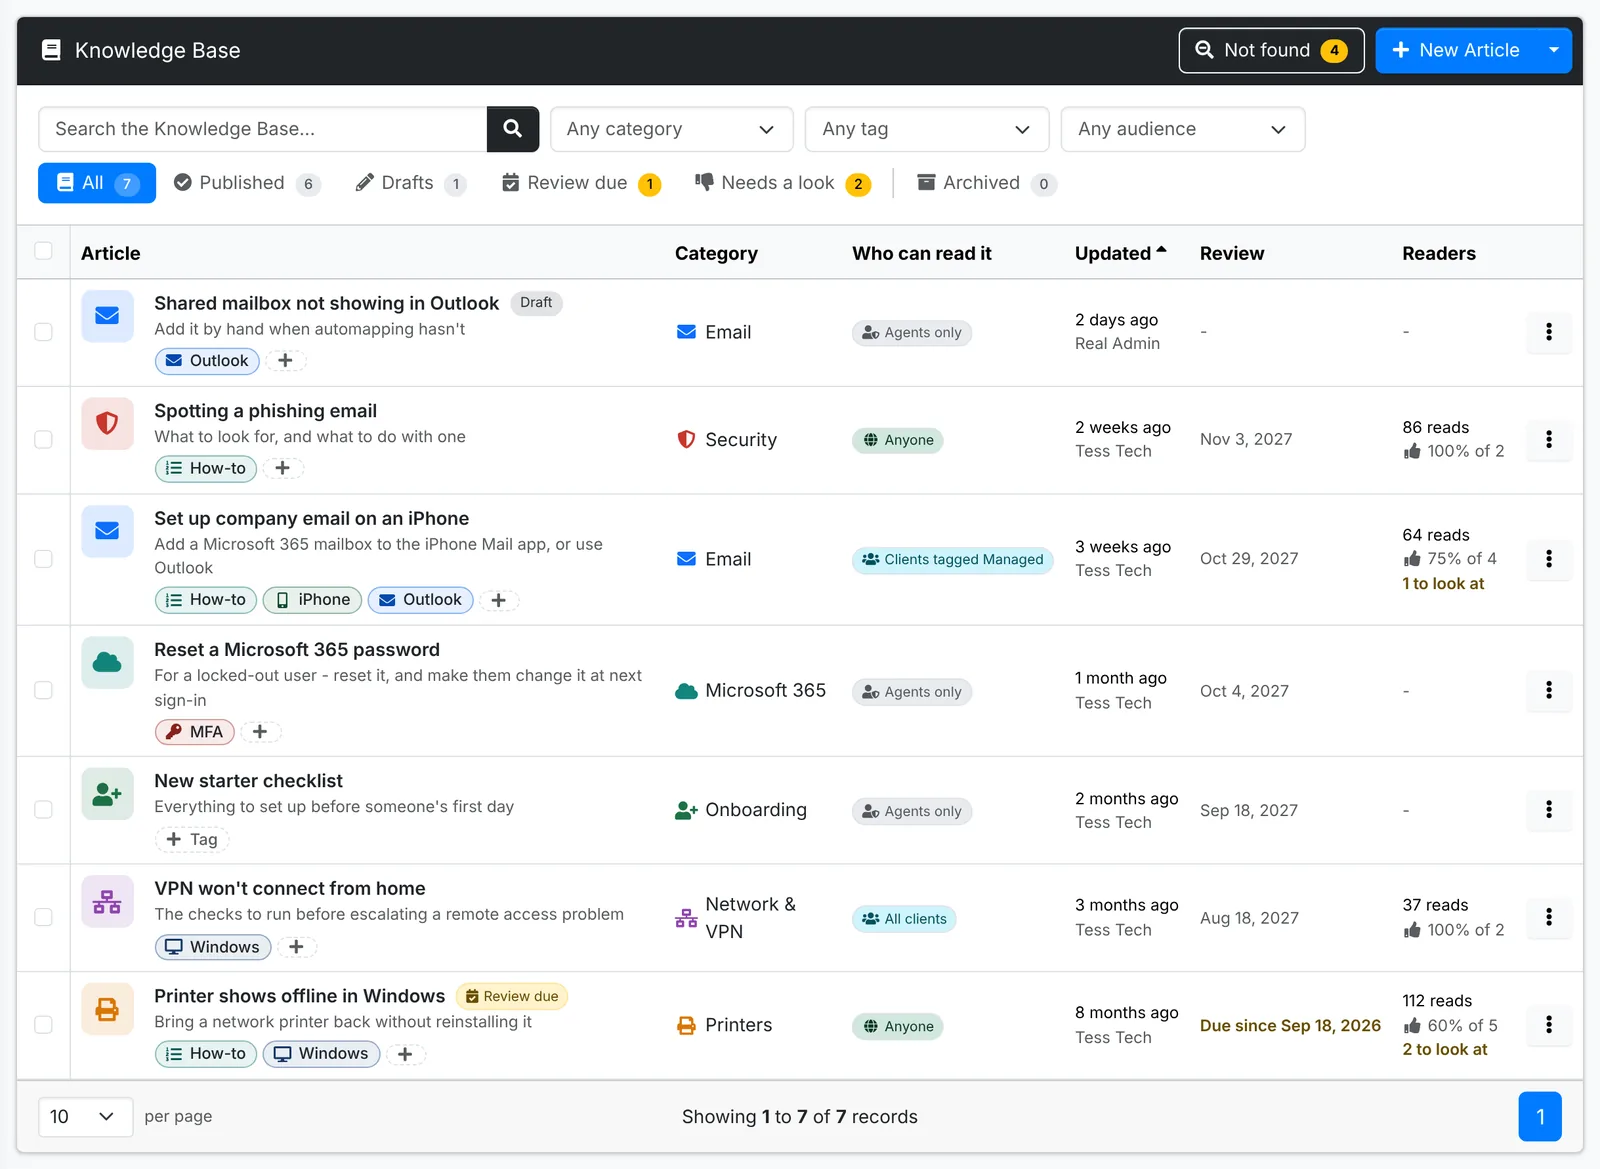 Knowledge Base
Not found 4
New Article
Search the Knowledge Base...
Any category
Any tag
Any audience
All 7
Published 6
Drafts 1
Review due 1
Needs a look 2
Archived 0
Article Category Who can read it Updated Review Readers
Shared mailbox not showing in Outlook Draft
Add it by hand when automapping hasn't
Outlook
Email
Agents only
2 days ago
Real Admin
-
-
Spotting a phishing email
What to look for, and what to do with one
How-to
Security
Anyone
2 weeks ago
Tess Tech
Nov 3, 2027
86 reads
100% of 2
Set up company email on an iPhone
Add a Microsoft 365 mailbox to the iPhone Mail app, or use
Outlook
How-to iPhone Outlook
Email
Clients tagged Managed
3 weeks ago
Tess Tech
Oct 29, 2027
64 reads
75% of 4
1 to look at
Reset a Microsoft 365 password
For a locked-out user - reset it, and make them change it at next
sign-in
MFA
Microsoft 365
Agents only
1 month ago
Tess Tech
Oct 4, 2027
-
New starter checklist
Everything to set up before someone's first day
Tag
Onboarding
Agents only
2 months ago
Tess Tech
Sep 18, 2027
-
VPN won't connect from home
The checks to run before escalating a remote access problem
Windows
Network &
VPN
All clients
3 months ago
Tess Tech
Aug 18, 2027
37 reads
100% of 2
Printer shows offline in Windows Review due
Bring a network printer back without reinstalling it
How-to Windows
Printers
Anyone
8 months ago
Tess Tech
Due since Sep 18, 2026
112 reads
60% of 5
2 to look at
10 per page
Showing 1 to 7 of 7 records
1